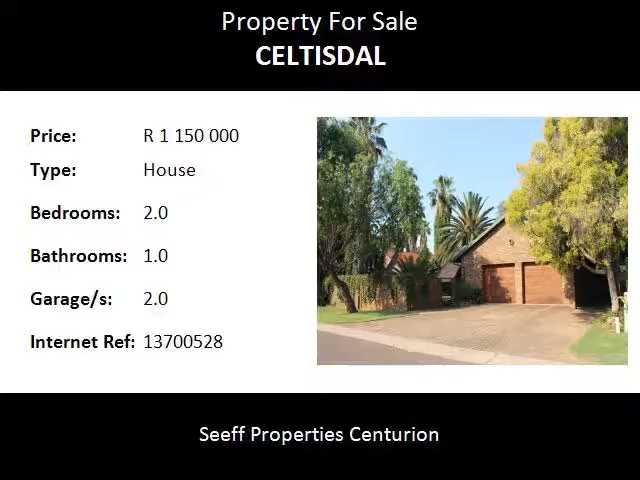 Property For Sale
CELTISDAL
Price: R 1 150 000
Type: House
Bedrooms: 2.0
Bathrooms: 1.0
Garage/s: 2.0
Internet Ref: 13700528
Seeff Properties Centurion